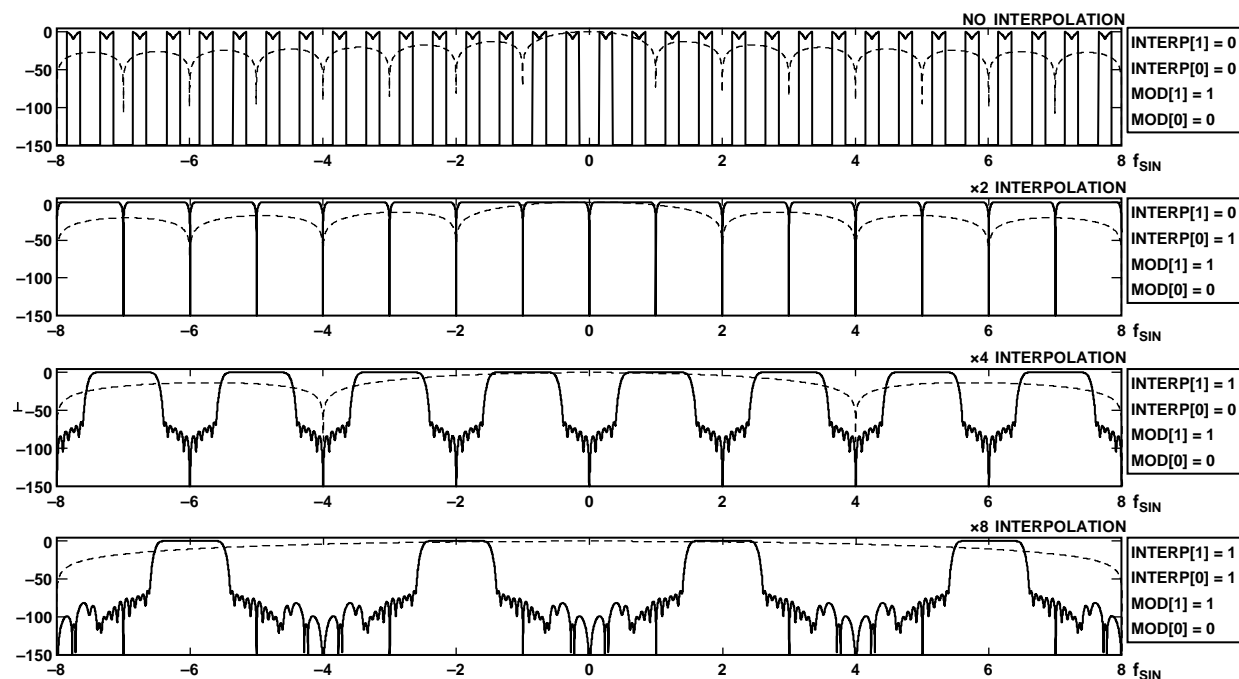 NO INTERPOLATION
0
–50
–100
–150
–8 –6 –4 –2 0 2 4 6 8 fSIN
INTERP[1] = 0
INTERP[0] = 0
MOD[1] = 1
MOD[0] = 0
×2 INTERPOLATION
0
–50
–100
–150
–8 –6 –4 –2 0 2 4 6 8 fSIN
INTERP[1] = 0
INTERP[0] = 1
MOD[1] = 1
MOD[0] = 0
×4 INTERPOLATION
0
–50
–100
–150
–8 –6 –4 –2 0 2 4 6 8 fSIN
INTERP[1] = 1
INTERP[0] = 0
MOD[1] = 1
MOD[0] = 0
×8 INTERPOLATION
0
–50
–100
–150
–8 –6 –4 –2 0 2 4 6 8 fSIN
INTERP[1] = 1
INTERP[0] = 1
MOD[1] = 1
MOD[0] = 0